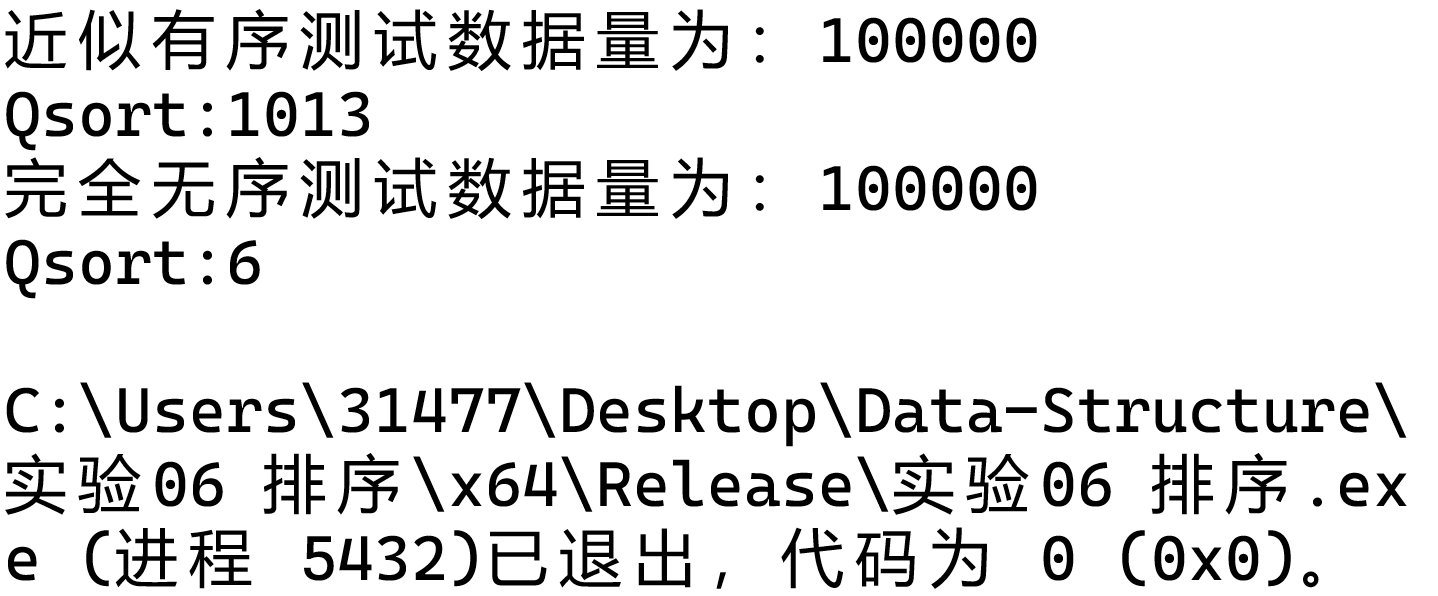 近似有序测试数据量为：100000
Qsort:1013
完全无序测试数据量为：100000
Qsort:6
C:\Users\31477\Desktop\Data-Structure\
实验06 排序\x64\Release\实验06 排序.ex
e (进程 5432)已退出，代码为 0 (0x0)。